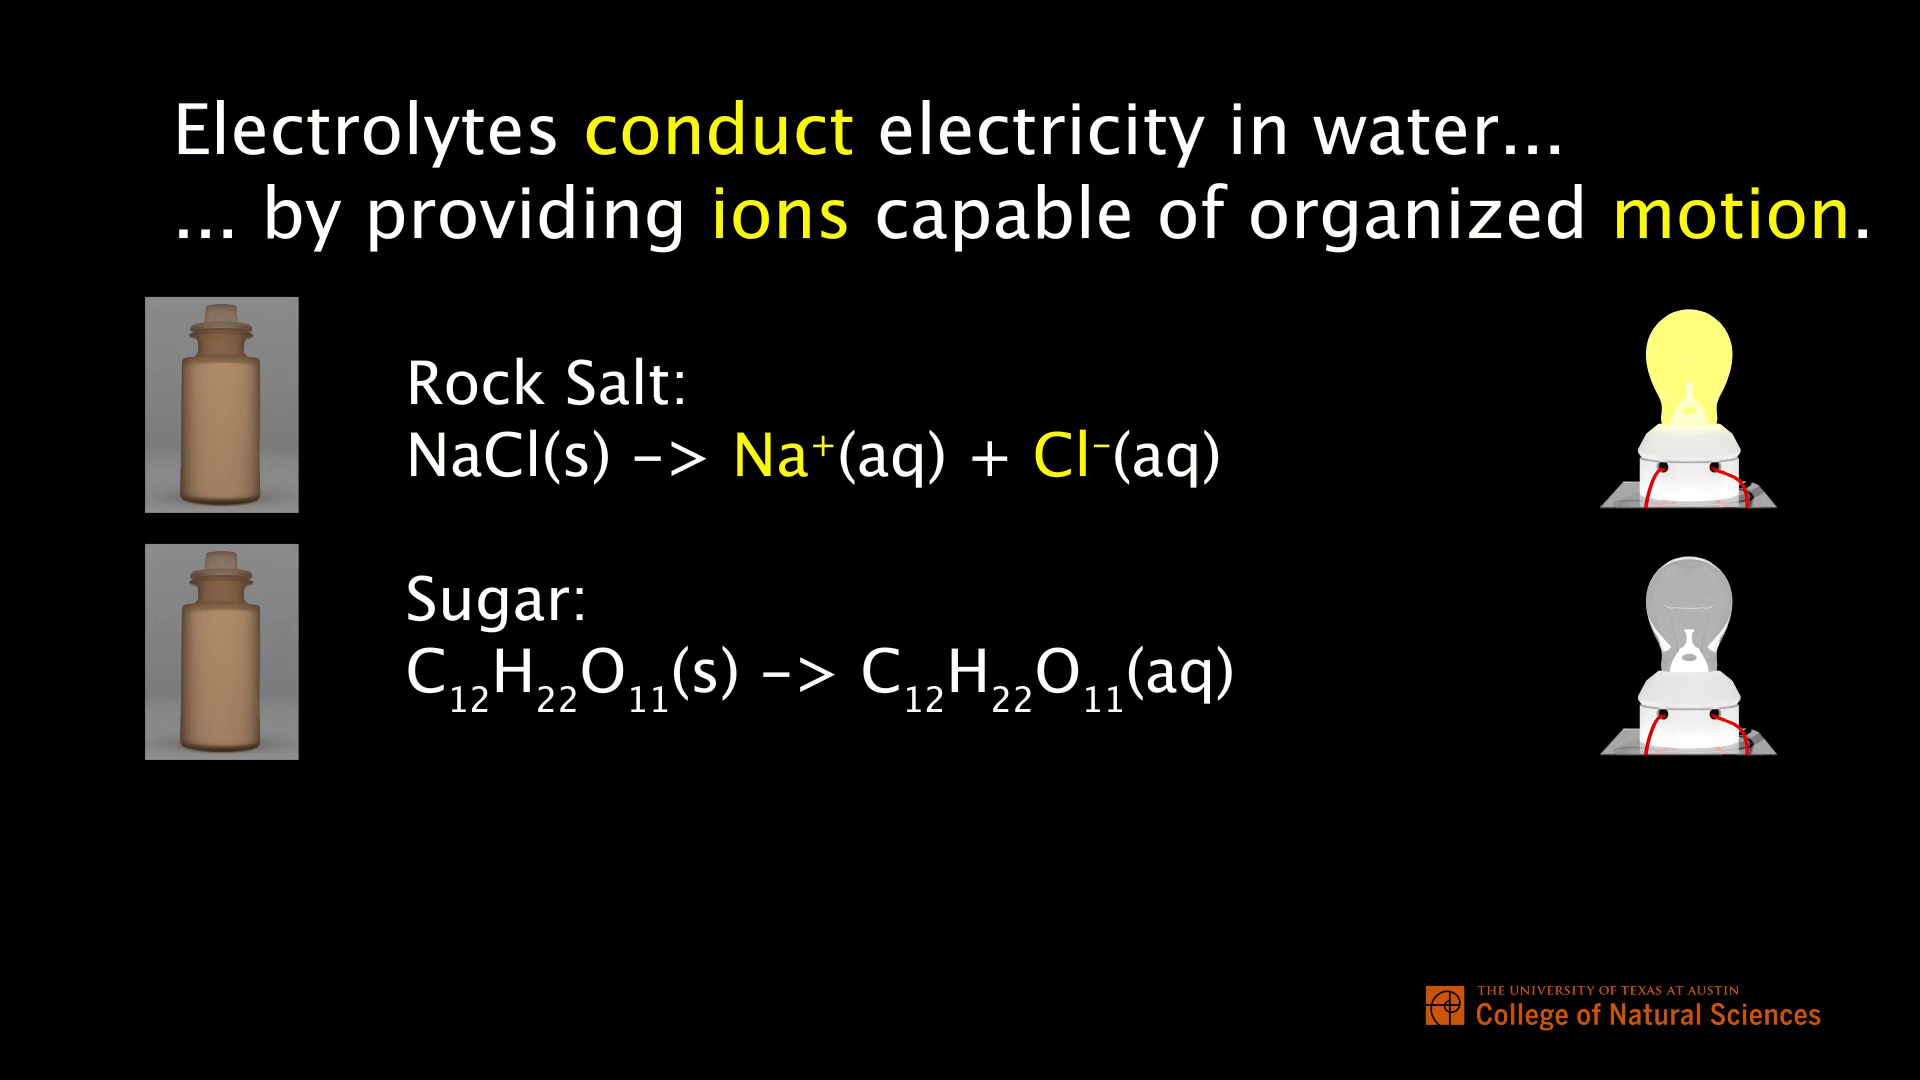 Electrolytes conduct electricity in water...
... by providing ions capable of organized motion.
Rock Salt:
NaCl(s) –> Na⁺(aq) + Cl⁻(aq)
Sugar:
C₁₂H₂₂O₁₁(s) –> C₁₂H₂₂O₁₁(aq)
THE UNIVERSITY OF TEXAS AT AUSTIN
College of Natural Sciences